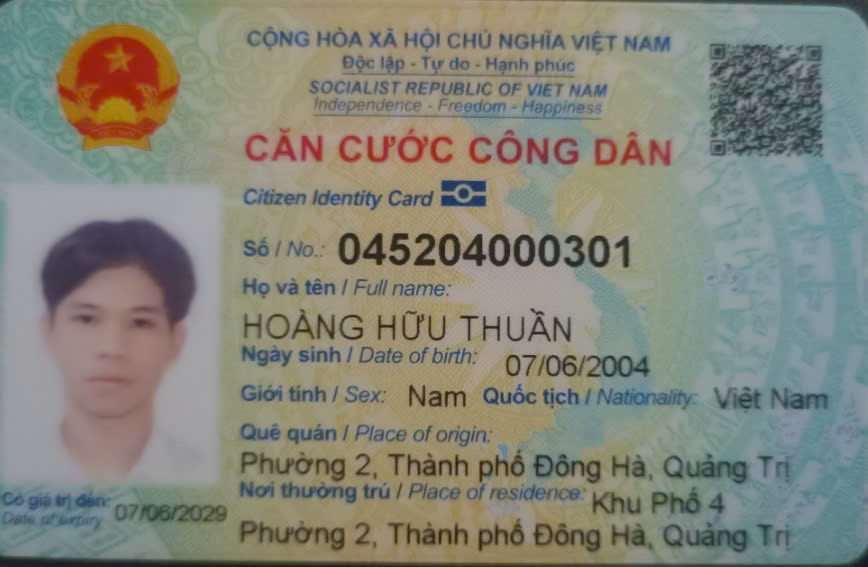 CỘNG HÒA XÃ HỘI CHỦ NGHĨA VIỆT NAM
Độc lập - Tự do - Hạnh phúc
SOCIALIST REPUBLIC OF VIET NAM
Independence - Freedom - Happiness
CĂN CƯỚC CÔNG DÂN
Citizen Identity Card
Số / No.: 045204000301
Họ và tên / Full name:
HOÀNG HỮU THUẦN
Ngày sinh / Date of birth: 07/06/2004
Giới tính / Sex: Nam Quốc tịch / Nationality: Việt Nam
Quê quán / Place of origin:
Phường 2, Thành phố Đông Hà, Quảng Trị
Nơi thường trú / Place of residence: Khu Phố 4
Phường 2, Thành phố Đông Hà, Quảng Trị
Có giá trị đến: 07/06/2029
Date of expiry